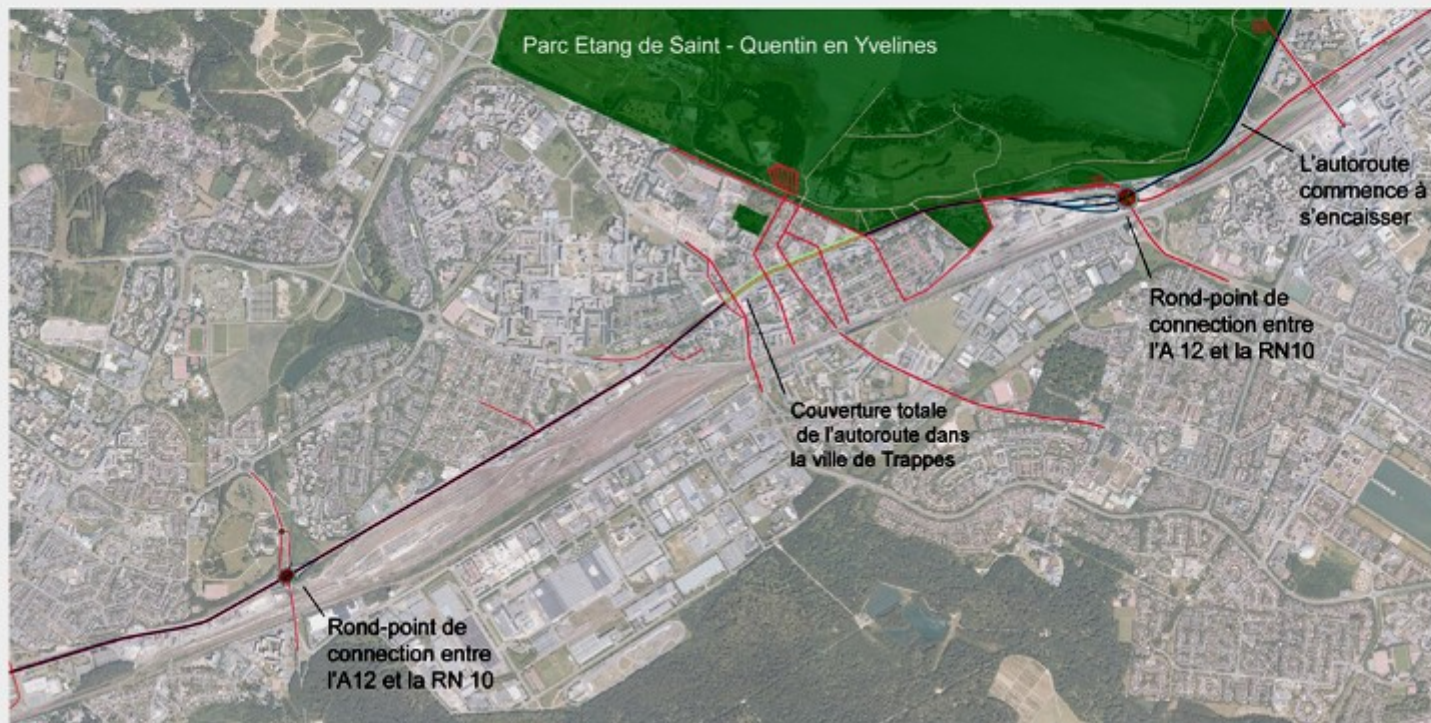 Parc Etang de Saint - Quentin en Yvelines
L'autoroute
commence à
s'encaisser
Rond-point de
connection entre
l'A 12 et la RN10
Couverture totale
de l'autoroute dans
la ville de Trappes
Rond-point de
connection entre
l'A12 et la RN 10